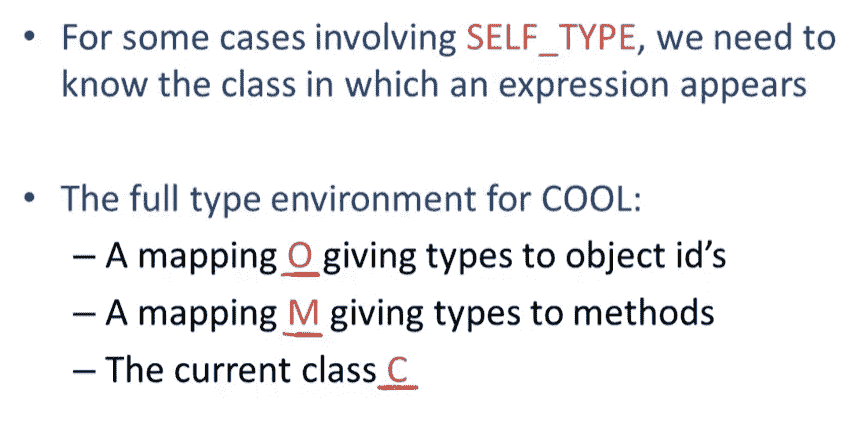 • For some cases involving SELF_TYPE, we need to
know the class in which an expression appears
• The full type environment for COOL:
– A mapping O giving types to object id's
– A mapping M giving types to methods
– The current class C